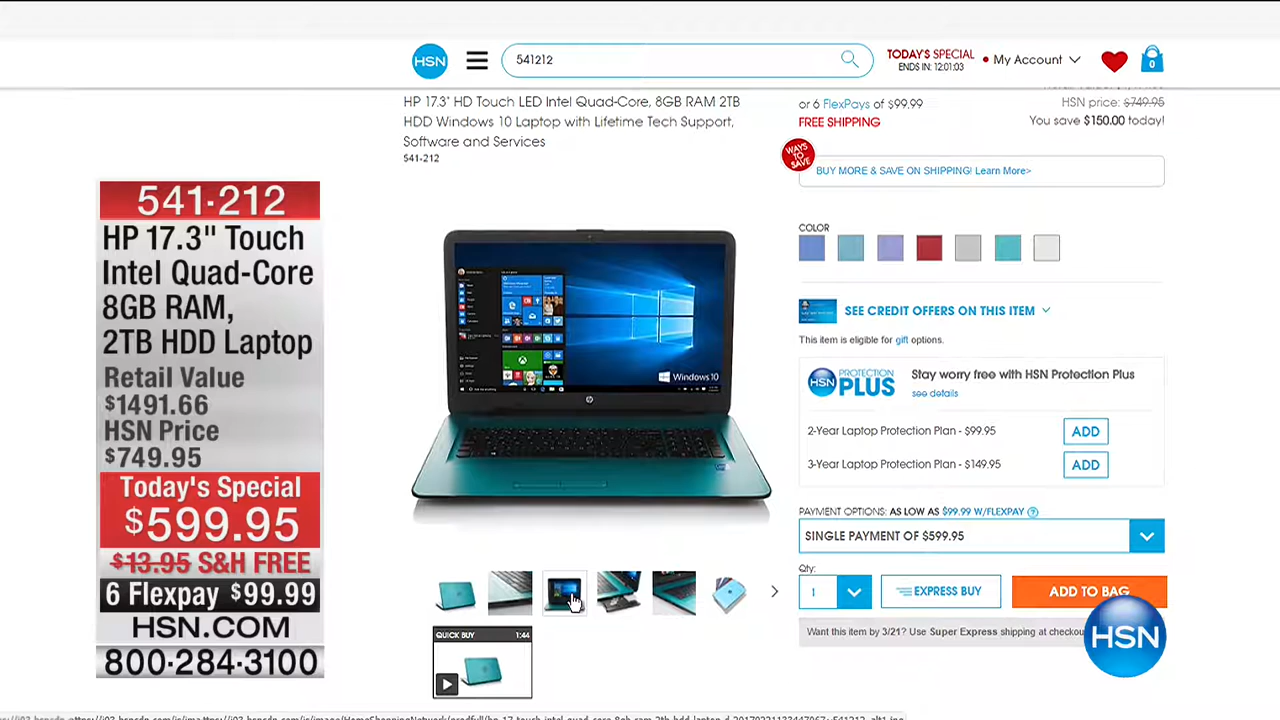 HSN
541212
TODAY'S SPECIAL
ENDS IN: 12:01:03
My Account
0
HP 17.3" HD Touch LED Intel Quad-Core, 8GB RAM 2TB
HDD Windows 10 Laptop with Lifetime Tech Support,
Software and Services
541-212
or 6 FlexPays of $99.99
FREE SHIPPING
HSN price: $749.95
You save $150.00 today!
WAYS
TO
SAVE
BUY MORE & SAVE ON SHIPPING! Learn More>
541-212
HP 17.3" Touch
Intel Quad-Core
8GB RAM,
2TB HDD Laptop
Retail Value
$1491.66
HSN Price
$749.95
Today's Special
$599.95
$13.95 S&H FREE
6 Flexpay $99.99
HSN.COM
800-284-3100
Windows 10
hp
COLOR
SEE CREDIT OFFERS ON THIS ITEM
This item is eligible for gift options.
HSN PROTECTION PLUS
Stay worry free with HSN Protection Plus
see details
2-Year Laptop Protection Plan - $99.95
ADD
3-Year Laptop Protection Plan - $149.95
ADD
PAYMENT OPTIONS: AS LOW AS $99.99 W/FLEXPAY ?
SINGLE PAYMENT OF $599.95
Qty:
1
EXPRESS BUY
ADD TO BAG
Want this item by 3/21? Use Super Express shipping at checkou
HSN
QUICK BUY 1:44